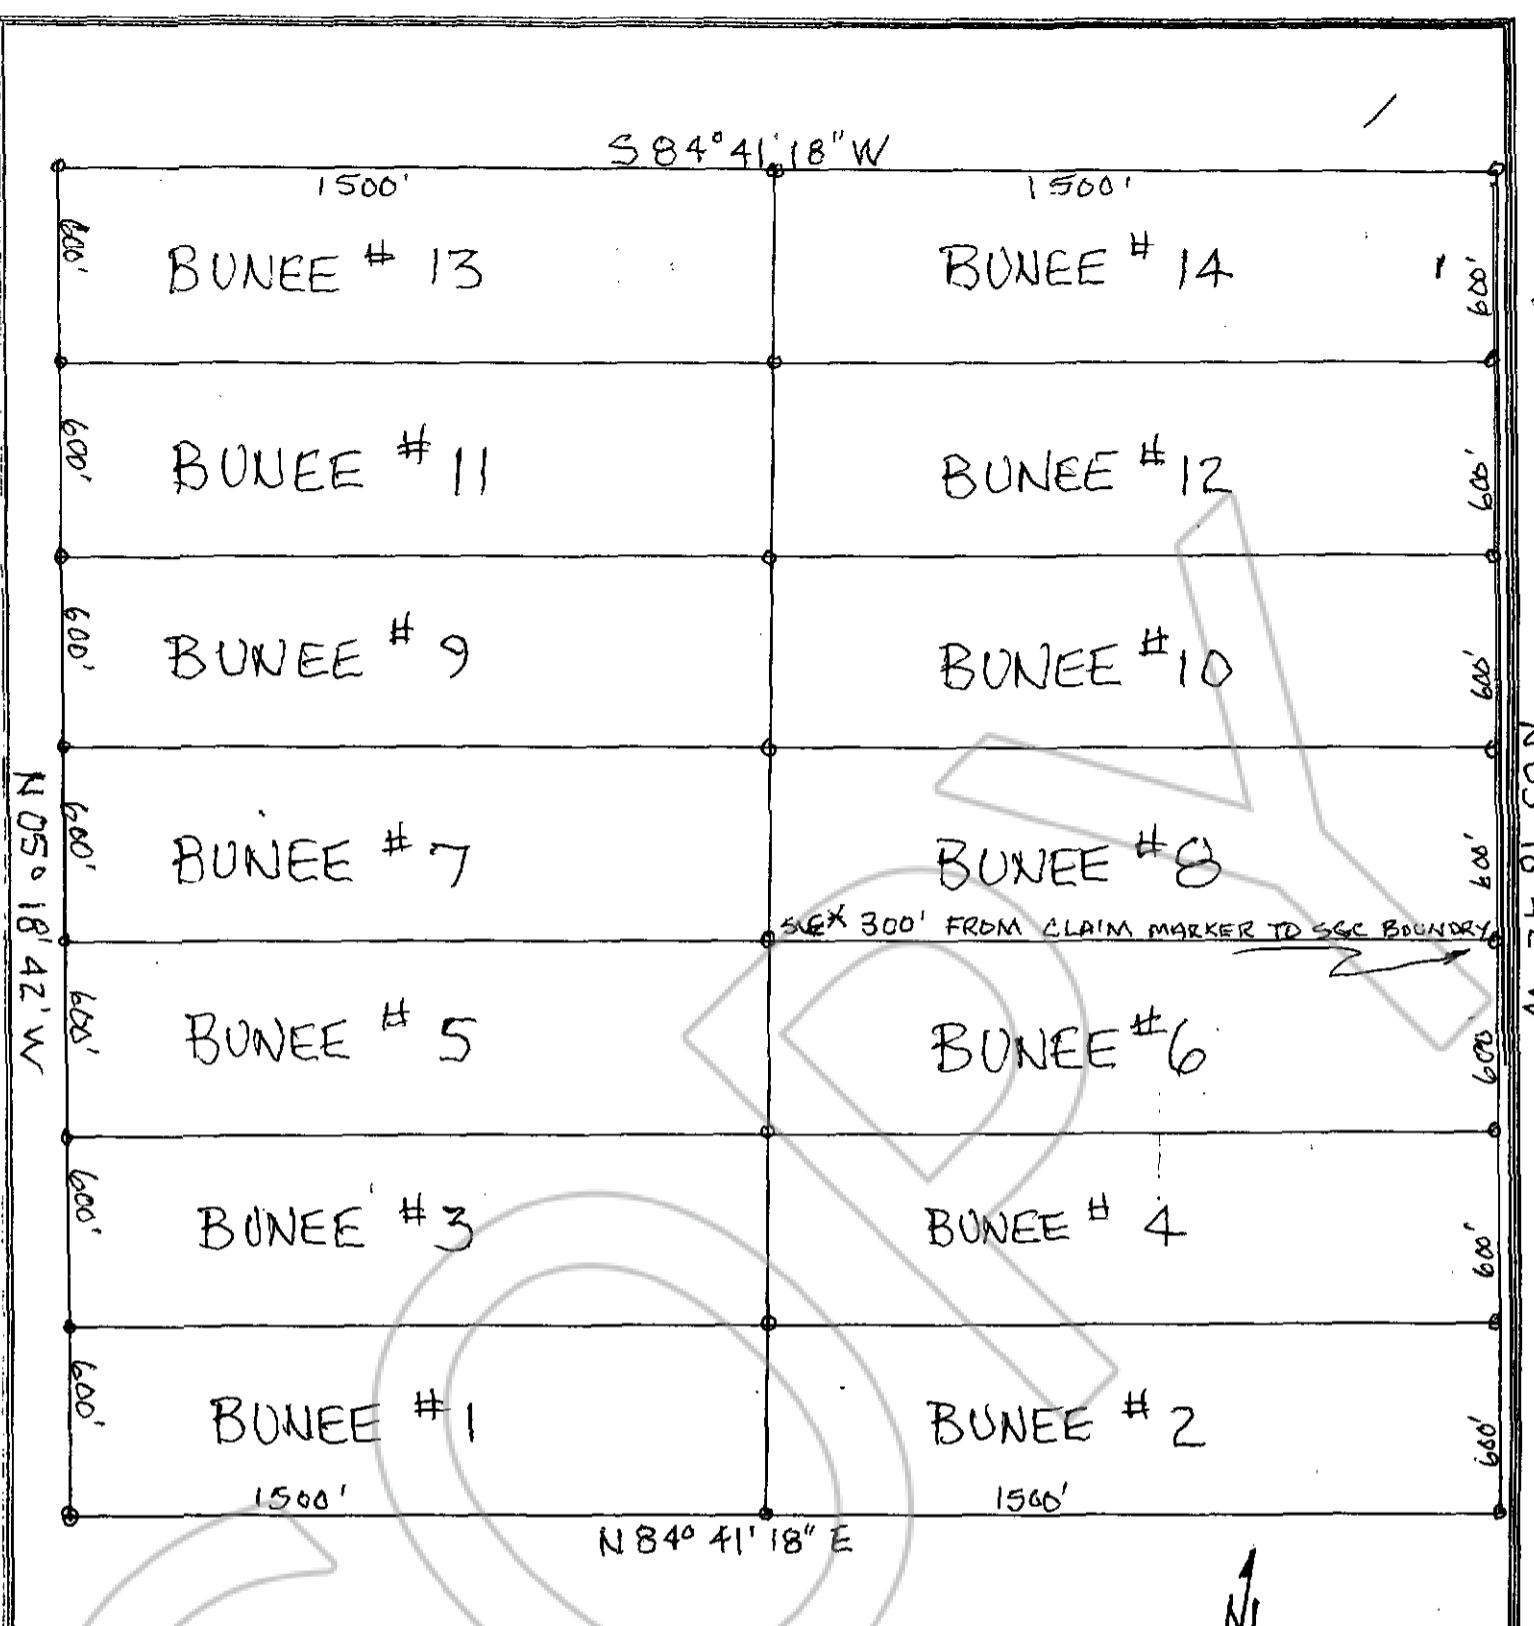 S 84° 41' 18" W
1500' 1500'
600' BUNEE # 13 BUNEE # 14 600'
600' BUNEE # 11 BUNEE # 12 600'
600' BUNEE # 9 BUNEE # 10 600'
600' BUNEE # 7 BUNEE # 8 600'
300' FROM CLAIM MARKER TO SGC BOUNDRY
N 05° 18' 42' W
600' BUNEE # 5 BUNEE # 6 600
600' BUNEE # 3 BUNEE # 4 600'
600' BUNEE # 1 BUNEE # 2 600'
1500' 1500'
N 84° 41' 18" E
N
COPY